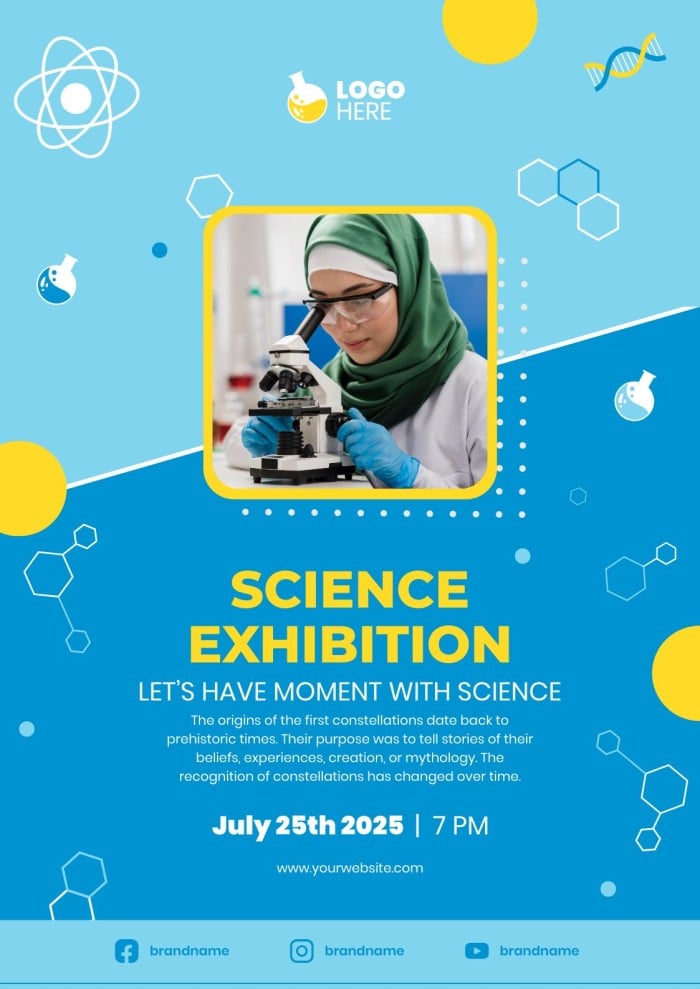 LOGO
HERE
SCIENCE
EXHIBITION
LET'S HAVE MOMENT WITH SCIENCE
The origins of the first constellations date back to
prehistoric times. Their purpose was to tell stories of their
beliefs, experiences, creation, or mythology. The
recognition of constellations has changed over time.
July 25th 2025 | 7 PM
www.yourwebsite.com
brandname brandname brandname